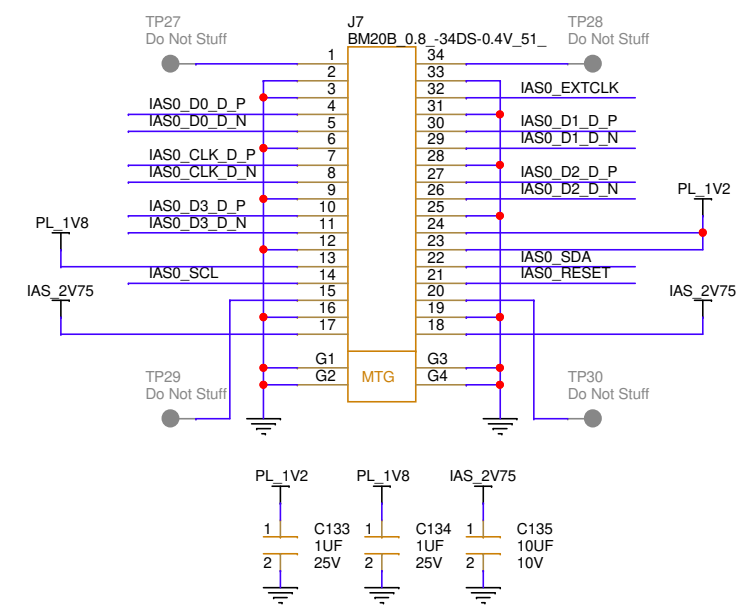 TP27
Do Not Stuff
J7
BM20B_0.8_-34DS-0.4V_51_
TP28
Do Not Stuff
1 34
2 33
3 32 IAS0_EXTCLK
IAS0_D0_D_P 4 31
IAS0_D0_D_N 5 30 IAS0_D1_D_P
6 29 IAS0_D1_D_N
IAS0_CLK_D_P 7 28
IAS0_CLK_D_N 8 27 IAS0_D2_D_P
9 26 IAS0_D2_D_N
PL_1V2
IAS0_D3_D_P 10 25
PL_1V8
IAS0_D3_D_N 11 24
12 23
13 22 IAS0_SDA
IAS0_SCL 14 21 IAS0_RESET
IAS_2V75 15 20 IAS_2V75
16 19
17 18
G1 G3
G2 MTG G4
TP29
Do Not Stuff
TP30
Do Not Stuff
PL_1V2 PL_1V8 IAS_2V75
1 C133 1 C134 1 C135
1UF 1UF 10UF
2 25V 2 25V 2 10V